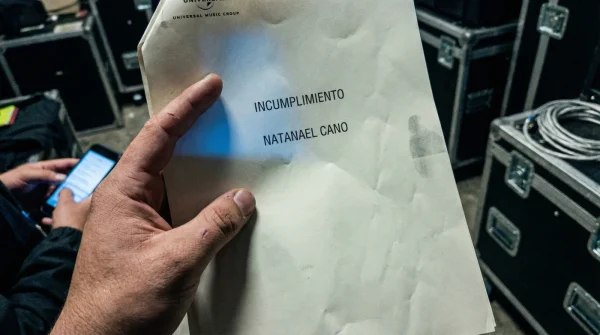 UNIVERSAL MUSIC GROUP
INCUMPLIMIENTO
NATANAEL CANO